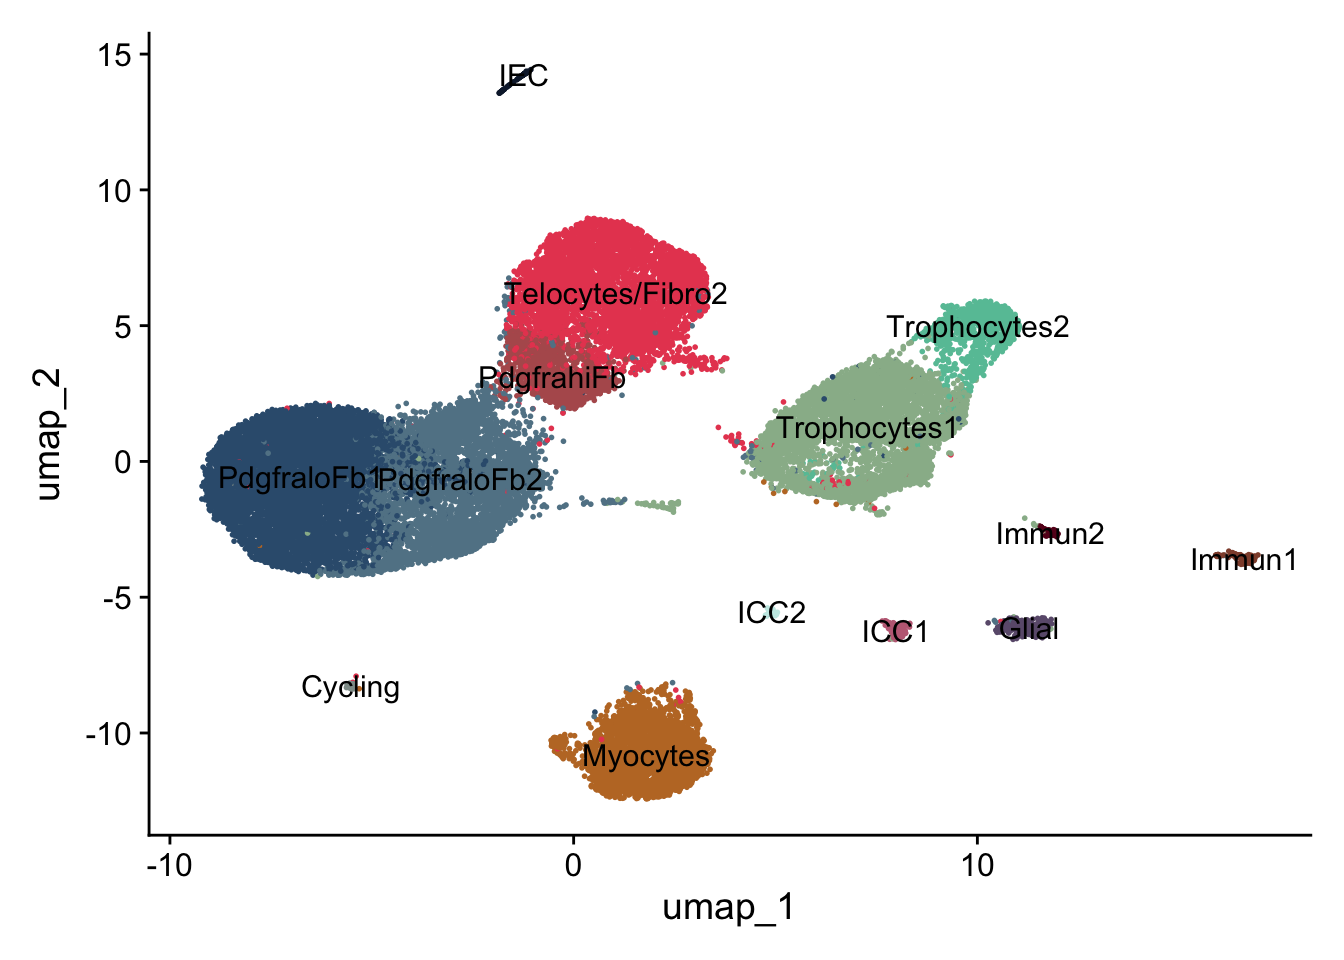 15
10
5
0
-5
-10
umap_2
IEC
Telocytes/Fibro2
Trophocytes2
PdgfrahiFb
Trophocytes1
PdgfraloFb1
PdgfraloFb2
Immun2
Immun1
ICC2
ICC1
Glial
Cycling
Myocytes
-10
0
10
umap_1